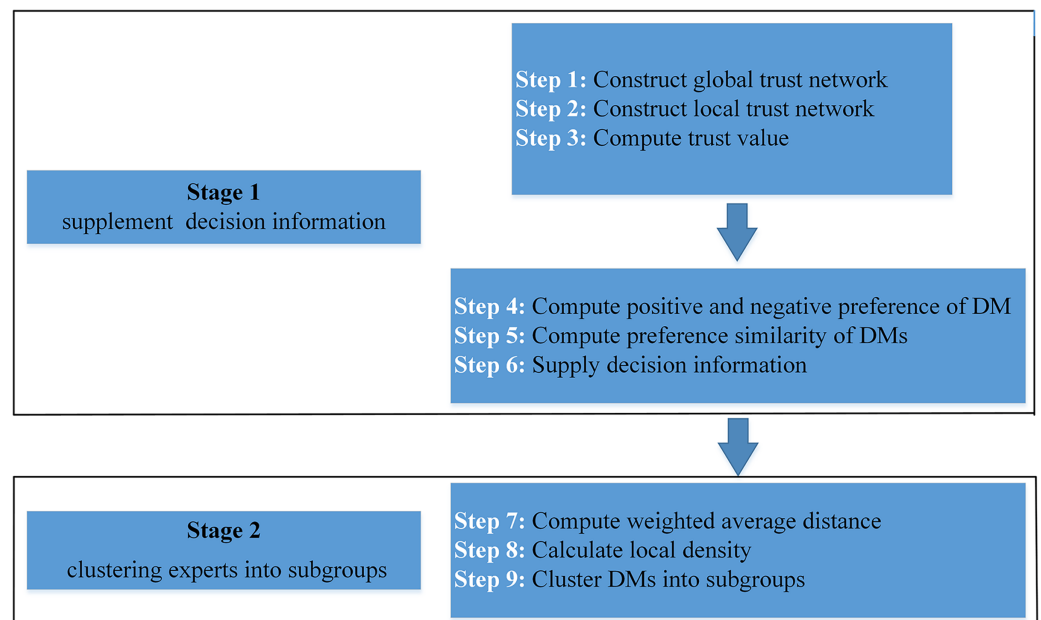 Step 1: Construct global trust network
Step 2: Construct local trust network
Step 3: Compute trust value
Stage 1
supplement decision information
Step 4: Compute positive and negative preference of DM
Step 5: Compute preference similarity of DMs
Step 6: Supply decision information
Stage 2
clustering experts into subgroups
Step 7: Compute weighted average distance
Step 8: Calculate local density
Step 9: Cluster DMs into subgroups